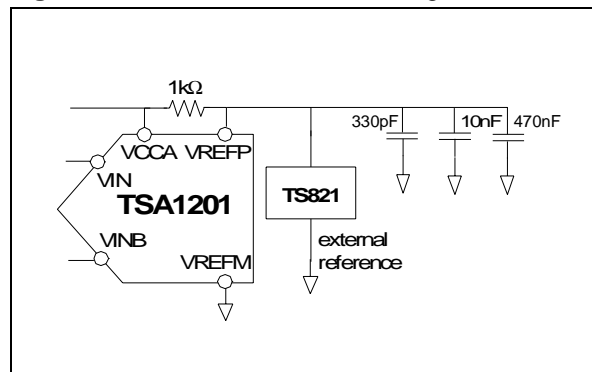 1kΩ
330pF
10nF
470nF
VCCA
VREFP
VIN
TSA1201
TS821
VINB
VREFM
external
reference